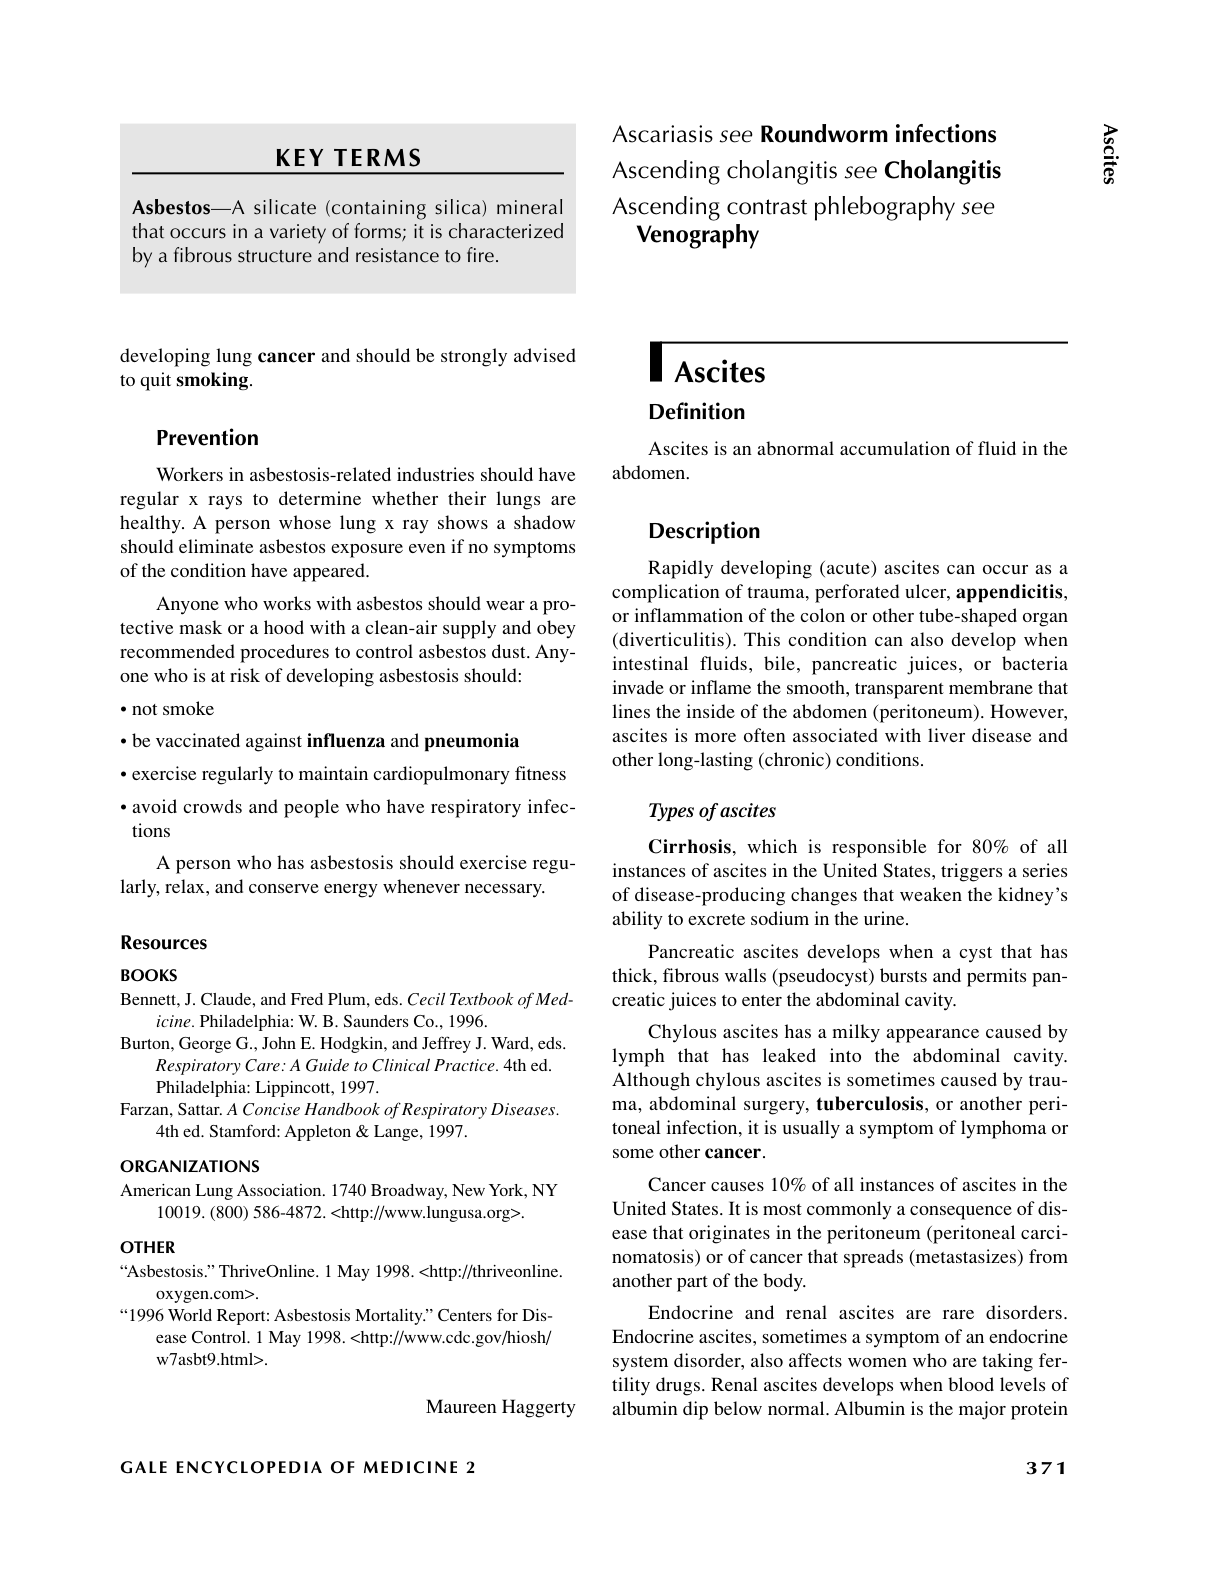 KEY TERMS
Asbestos—A silicate (containing silica) mineral
that occurs in a variety of forms; it is characterized
by a fibrous structure and resistance to fire.
developing lung cancer and should be strongly advised
to quit smoking.
Prevention
Workers in asbestosis-related industries should have
regular x rays to determine whether their lungs are
healthy. A person whose lung x ray shows a shadow
should eliminate asbestos exposure even if no symptoms
of the condition have appeared.
Anyone who works with asbestos should wear a pro-
tective mask or a hood with a clean-air supply and obey
recommended procedures to control asbestos dust. Any-
one who is at risk of developing asbestosis should:
• not smoke
• be vaccinated against influenza and pneumonia
• exercise regularly to maintain cardiopulmonary fitness
• avoid crowds and people who have respiratory infec-
tions
A person who has asbestosis should exercise regu-
larly, relax, and conserve energy whenever necessary.
Resources
BOOKS
Bennett, J. Claude, and Fred Plum, eds. Cecil Textbook of Med-
icine. Philadelphia: W. B. Saunders Co., 1996.
Burton, George G., John E. Hodgkin, and Jeffrey J. Ward, eds.
Respiratory Care: A Guide to Clinical Practice. 4th ed.
Philadelphia: Lippincott, 1997.
Farzan, Sattar. A Concise Handbook of Respiratory Diseases.
4th ed. Stamford: Appleton & Lange, 1997.
ORGANIZATIONS
American Lung Association. 1740 Broadway, New York, NY
10019. (800) 586-4872. <http://www.lungusa.org>.
OTHER
“Asbestosis.” ThriveOnline. 1 May 1998. <http://thriveonline.
oxygen.com>.
“1996 World Report: Asbestosis Mortality.” Centers for Dis-
ease Control. 1 May 1998. <http://www.cdc.gov/hiosh/
w7asbt9.html>.
Maureen Haggerty
Ascariasis see Roundworm infections
Ascending cholangitis see Cholangitis
Ascending contrast phlebography see
Venography
Ascites
Definition
Ascites is an abnormal accumulation of fluid in the
abdomen.
Description
Rapidly developing (acute) ascites can occur as a
complication of trauma, perforated ulcer, appendicitis,
or inflammation of the colon or other tube-shaped organ
(diverticulitis). This condition can also develop when
intestinal fluids, bile, pancreatic juices, or bacteria
invade or inflame the smooth, transparent membrane that
lines the inside of the abdomen (peritoneum). However,
ascites is more often associated with liver disease and
other long-lasting (chronic) conditions.
Types of ascites
Cirrhosis, which is responsible for 80% of all
instances of ascites in the United States, triggers a series
of disease-producing changes that weaken the kidney’s
ability to excrete sodium in the urine.
Pancreatic ascites develops when a cyst that has
thick, fibrous walls (pseudocyst) bursts and permits pan-
creatic juices to enter the abdominal cavity.
Chylous ascites has a milky appearance caused by
lymph that has leaked into the abdominal cavity.
Although chylous ascites is sometimes caused by trau-
ma, abdominal surgery, tuberculosis, or another peri-
toneal infection, it is usually a symptom of lymphoma or
some other cancer.
Cancer causes 10% of all instances of ascites in the
United States. It is most commonly a consequence of dis-
ease that originates in the peritoneum (peritoneal carci-
nomatosis) or of cancer that spreads (metastasizes) from
another part of the body.
Endocrine and renal ascites are rare disorders.
Endocrine ascites, sometimes a symptom of an endocrine
system disorder, also affects women who are taking fer-
tility drugs. Renal ascites develops when blood levels of
albumin dip below normal. Albumin is the major protein
Ascites
GALE ENCYCLOPEDIA OF MEDICINE 2
371